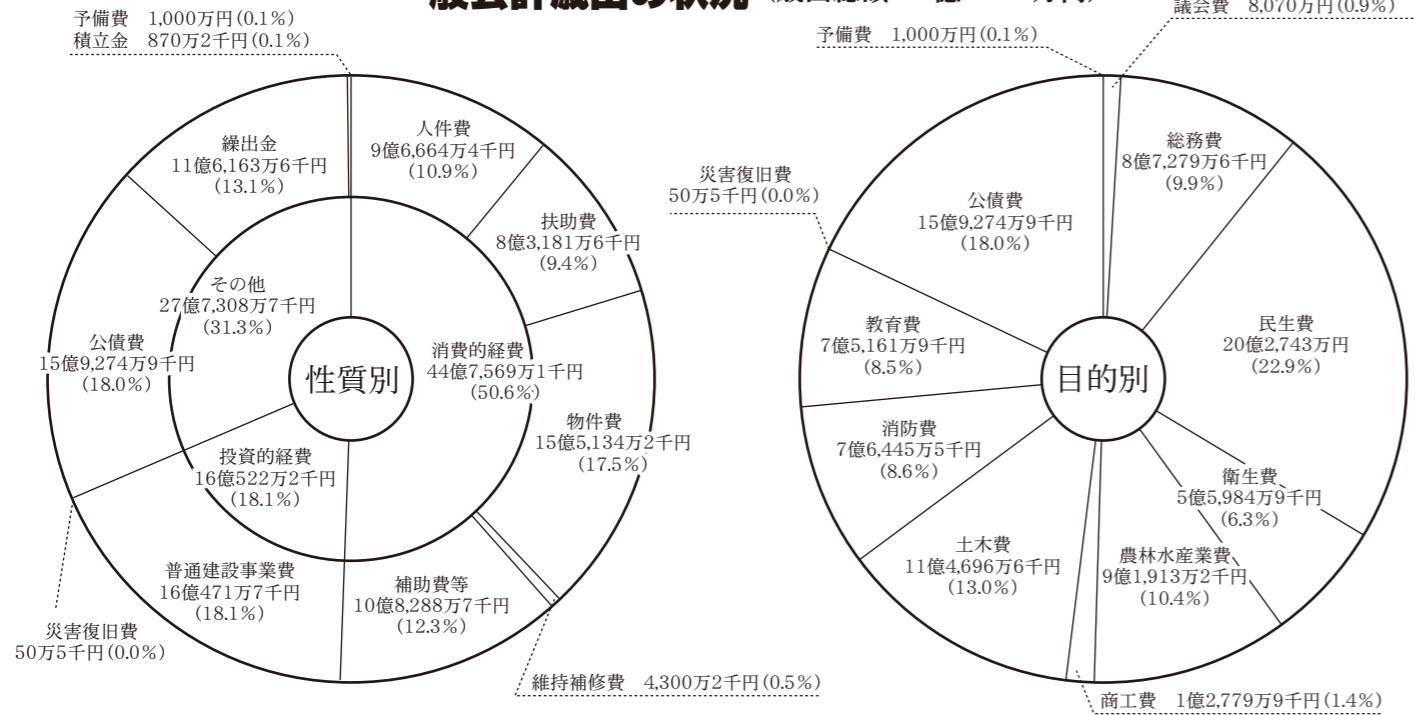 予備費 1,000万円(0.1%)
積立金 870万2千円(0.1%)
人件費
9億6,664万4千円
(10.9%)
扶助費
8億3,181万6千円
(9.4%)
物件費
15億5,134万2千円
(17.5%)
維持補修費 4,300万2千円(0.5%)
補助費等
10億8,288万7千円
(12.3%)
普通建設事業費
16億471万7千円
(18.1%)
災害復旧費
50万5千円(0.0%)
公債費
15億9,274万9千円
(18.0%)
繰出金
11億6,163万6千円
(13.1%)
その他
27億7,308万7千円
(31.3%)
消費的経費
44億7,569万1千円
(50.6%)
投資的経費
16億522万2千円
(18.1%)
性質別
予備費 1,000万円(0.1%)
議会費 8,070万円(0.9%)
総務費
8億7,279万6千円
(9.9%)
民生費
20億2,743万円
(22.9%)
衛生費
5億5,984万9千円
(6.3%)
農林水産業費
9億1,913万2千円
(10.4%)
商工費 1億2,779万9千円(1.4%)
土木費
11億4,696万6千円
(13.0%)
消防費
7億6,445万5千円
(8.6%)
教育費
7億5,161万9千円
(8.5%)
災害復旧費
50万5千円(0.0%)
公債費
15億9,274万9千円
(18.0%)
目的別